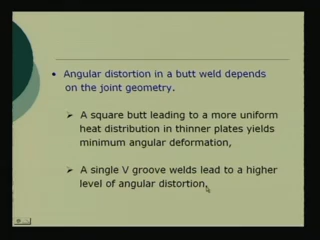 • Angular distortion in a butt weld depends
on the joint geometry.
➢ A square butt leading to a more uniform
heat distribution in thinner plates yields
minimum angular deformation,
➢ A single V groove welds lead to a higher
level of angular distortion,